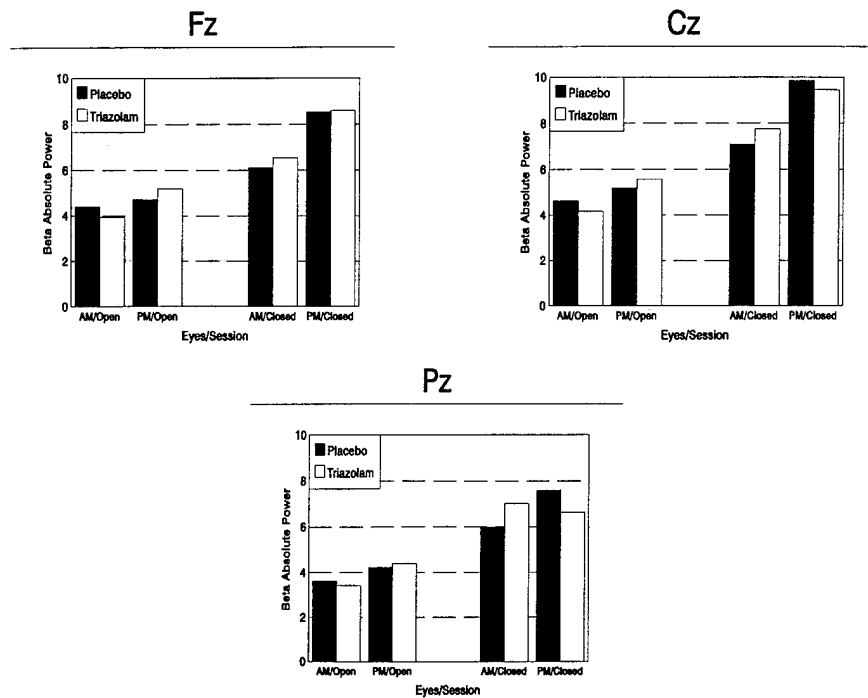 Fz
10
8
6
4
2
0
Placebo
Triazolam
Beta Absolute Power
AM/Open PM/Open AM/Closed PM/Closed
Eyes/Session
Cz
10
8
6
4
2
0
Placebo
Triazolam
Beta Absolute Power
AM/Open PM/Open AM/Closed PM/Closed
Eyes/Session
Pz
10
8
6
4
2
0
Placebo
Triazolam
Beta Absolute Power
AM/Open PM/Open AM/Closed PM/Closed
Eyes/Session